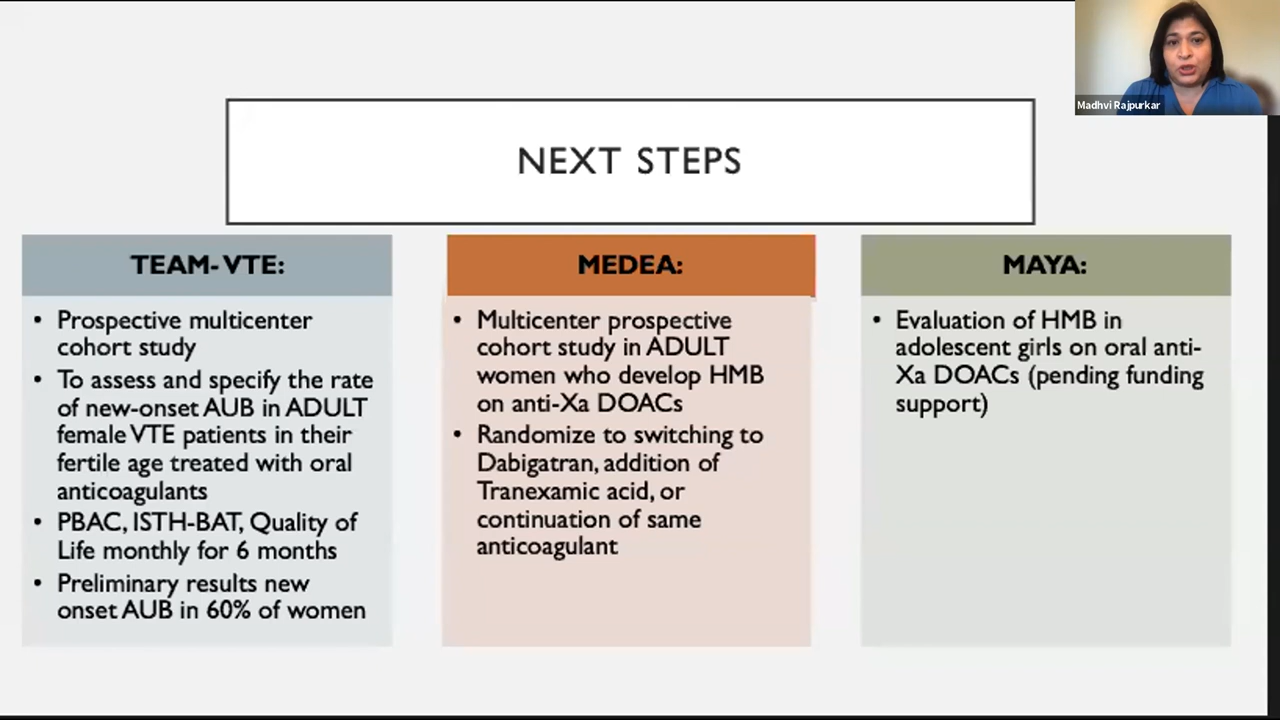 Madhvi Rajpurkar
NEXT STEPS
TEAM-VTE:
• Prospective multicenter
cohort study
• To assess and specify the rate
of new-onset AUB in ADULT
female VTE patients in their
fertile age treated with oral
anticoagulants
• PBAC, ISTH-BAT, Quality of
Life monthly for 6 months
• Preliminary results new
onset AUB in 60% of women
MEDEA:
• Multicenter prospective
cohort study in ADULT
women who develop HMB
on anti-Xa DOACs
• Randomize to switching to
Dabigatran, addition of
Tranexamic acid, or
continuation of same
anticoagulant
MAYA:
• Evaluation of HMB in
adolescent girls on oral anti-
Xa DOACs (pending funding
support)